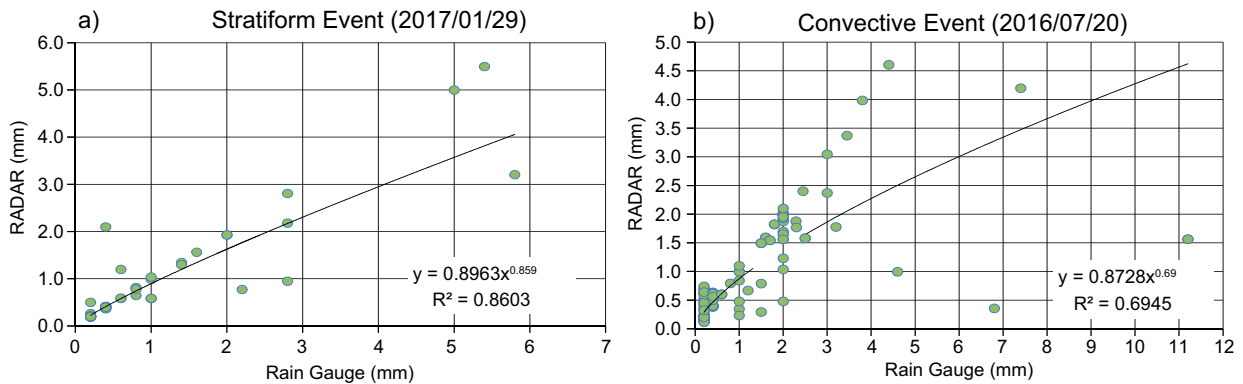 a) Stratiform Event (2017/01/29)
6.0
5.0
4.0
3.0
2.0
1.0
0.0
RADAR (mm)
y = 0.8963x^0.859
R² = 0.8603
0 1 2 3 4 5 6 7
Rain Gauge (mm)
b) Convective Event (2016/07/20)
5.0
4.5
4.0
3.5
3.0
2.5
2.0
1.5
1.0
0.5
0.0
RADAR (mm)
y = 0.8728x^0.69
R² = 0.6945
0 1 2 3 4 5 6 7 8 9 10 11 12
Rain Gauge (mm)